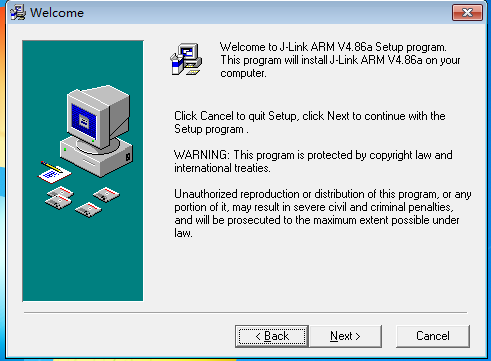 Welcome
Welcome to J-Link ARM V4.86a Setup program.
This program will install J-Link ARM V4.86a on your
computer.
Click Cancel to quit Setup, click Next to continue with the
Setup program .
WARNING: This program is protected by copyright law and
international treaties.
Unauthorized reproduction or distribution of this program, or any
portion of it, may result in severe civil and criminal penalties,
and will be prosecuted to the maximum extent possible under
law.
< Back
Next >
Cancel